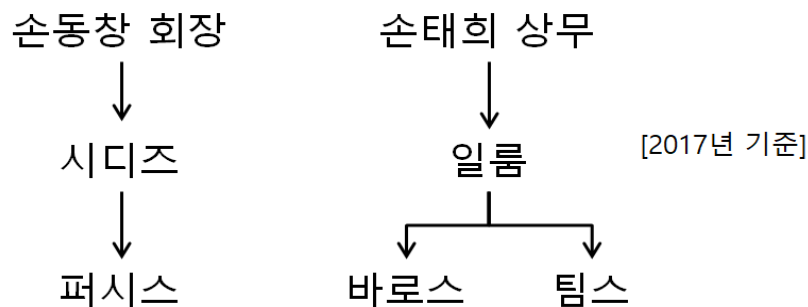 손동창 회장 손태희 상무
시디즈 일룸 [2017년 기준]
퍼시스 바로스 팀스